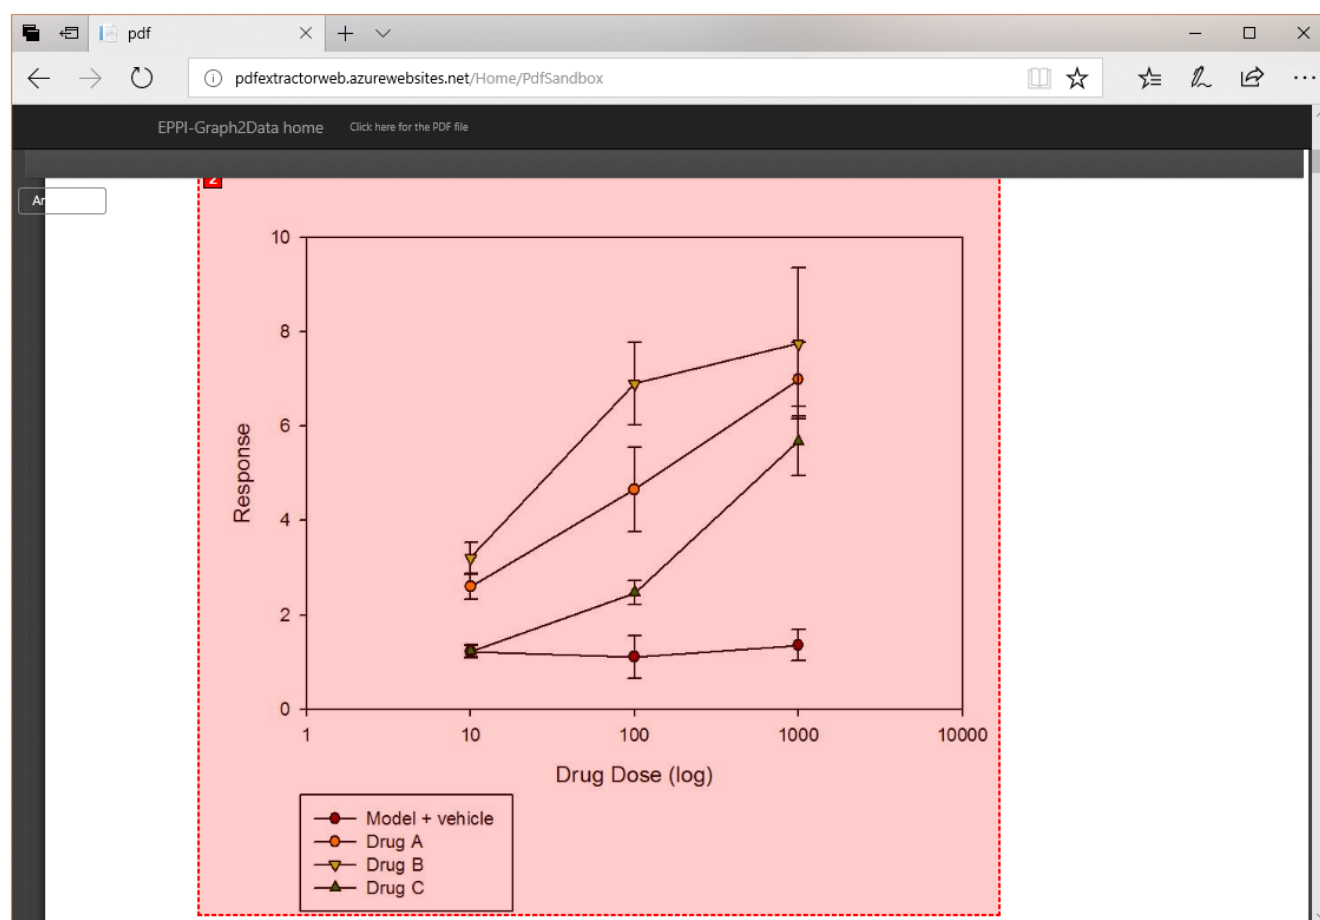 pdf
pdfextractorweb.azurewebsites.net/Home/PdfSandbox
EPPI-Graph2Data home Click here for the PDF file
2
10
8
6
4
2
0
Response
1 10 100 1000 10000
Drug Dose (log)
Model + vehicle
Drug A
Drug B
Drug C